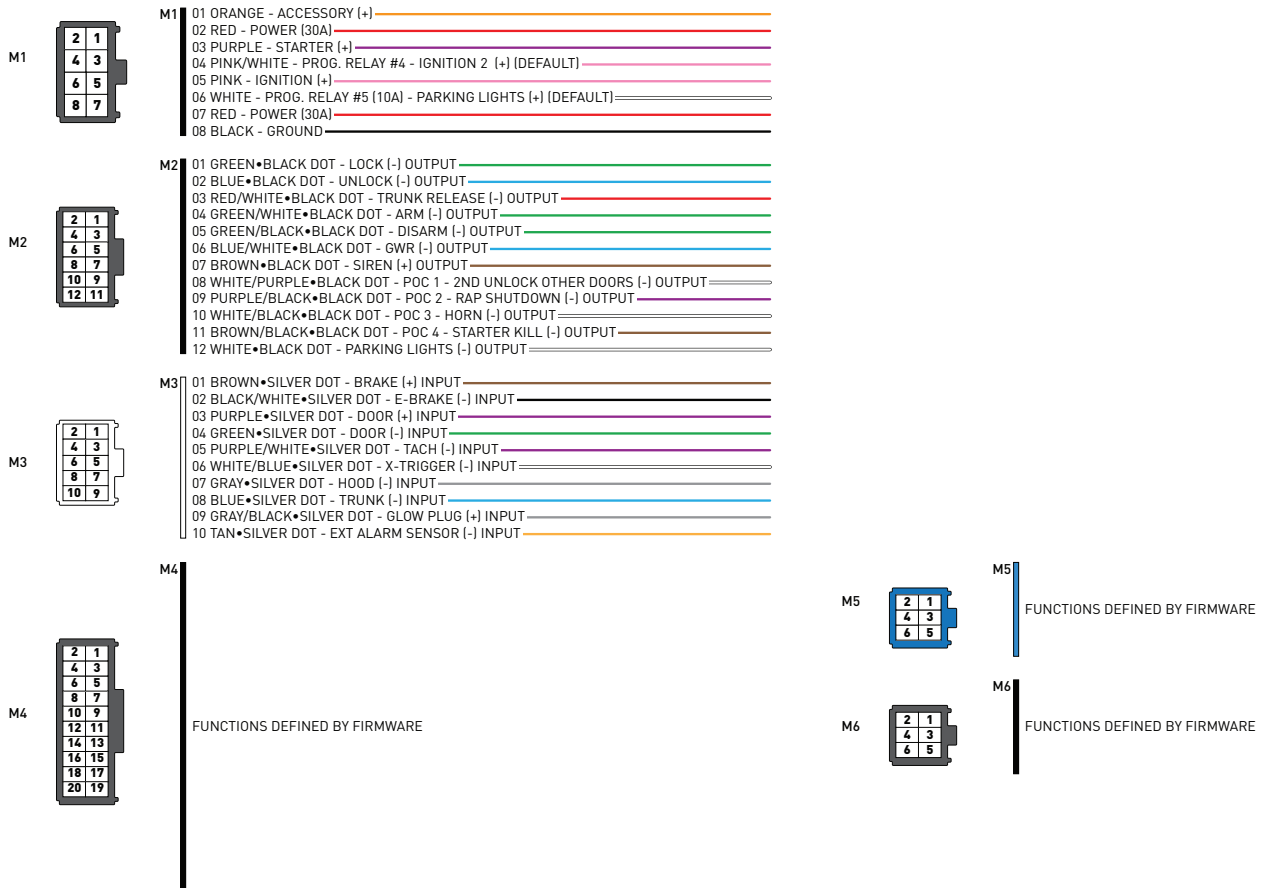 M1
2 1
4 3
6 5
8 7
M1
01 ORANGE - ACCESSORY (+)
02 RED - POWER (30A)
03 PURPLE - STARTER (+)
04 PINK/WHITE - PROG. RELAY #4 - IGNITION 2 (+) (DEFAULT)
05 PINK - IGNITION (+)
06 WHITE - PROG. RELAY #5 (10A) - PARKING LIGHTS (+) (DEFAULT)
07 RED - POWER (30A)
08 BLACK - GROUND
M2
2 1
4 3
6 5
8 7
10 9
12 11
M2
01 GREEN•BLACK DOT - LOCK (-) OUTPUT
02 BLUE•BLACK DOT - UNLOCK (-) OUTPUT
03 RED/WHITE•BLACK DOT - TRUNK RELEASE (-) OUTPUT
04 GREEN/WHITE•BLACK DOT - ARM (-) OUTPUT
05 GREEN/BLACK•BLACK DOT - DISARM (-) OUTPUT
06 BLUE/WHITE•BLACK DOT - GWR (-) OUTPUT
07 BROWN•BLACK DOT - SIREN (+) OUTPUT
08 WHITE/PURPLE•BLACK DOT - POC 1 - 2ND UNLOCK OTHER DOORS (-) OUTPUT
09 PURPLE/BLACK•BLACK DOT - POC 2 - RAP SHUTDOWN (-) OUTPUT
10 WHITE/BLACK•BLACK DOT - POC 3 - HORN (-) OUTPUT
11 BROWN/BLACK•BLACK DOT - POC 4 - STARTER KILL (-) OUTPUT
12 WHITE•BLACK DOT - PARKING LIGHTS (-) OUTPUT
M3
2 1
4 3
6 5
8 7
10 9
M3
01 BROWN•SILVER DOT - BRAKE (+) INPUT
02 BLACK/WHITE•SILVER DOT - E-BRAKE (-) INPUT
03 PURPLE•SILVER DOT - DOOR (+) INPUT
04 GREEN•SILVER DOT - DOOR (-) INPUT
05 PURPLE/WHITE•SILVER DOT - TACH (-) INPUT
06 WHITE/BLUE•SILVER DOT - X-TRIGGER (-) INPUT
07 GRAY•SILVER DOT - HOOD (-) INPUT
08 BLUE•SILVER DOT - TRUNK (-) INPUT
09 GRAY/BLACK•SILVER DOT - GLOW PLUG (+) INPUT
10 TAN•SILVER DOT - EXT ALARM SENSOR (-) INPUT
M4
2 1
4 3
6 5
8 7
10 9
12 11
14 13
16 15
18 17
20 19
M4
FUNCTIONS DEFINED BY FIRMWARE
M5
2 1
4 3
6 5
M5
FUNCTIONS DEFINED BY FIRMWARE
M6
2 1
4 3
6 5
M6
FUNCTIONS DEFINED BY FIRMWARE